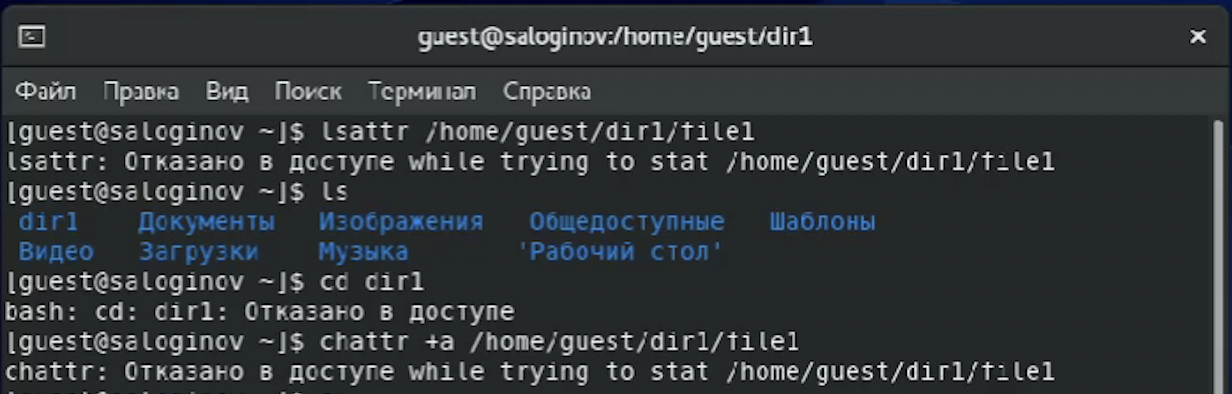 guest@saloginov:/home/guest/dir1
Файл Правка Вид Поиск Терминал Справка
[guest@saloginov ~]$ lsattr /home/guest/dir1/file1
lsattr: Отказано в доступе while trying to stat /home/guest/dir1/file1
[guest@saloginov ~]$ ls
dir1 Документы Изображения Общедоступные Шаблоны
Видео Загрузки Музыка 'Рабочий стол'
[guest@saloginov ~]$ cd dir1
bash: cd: dir1: Отказано в доступе
[guest@saloginov ~]$ chattr +a /home/guest/dir1/file1
chattr: Отказано в доступе while trying to stat /home/guest/dir1/file1